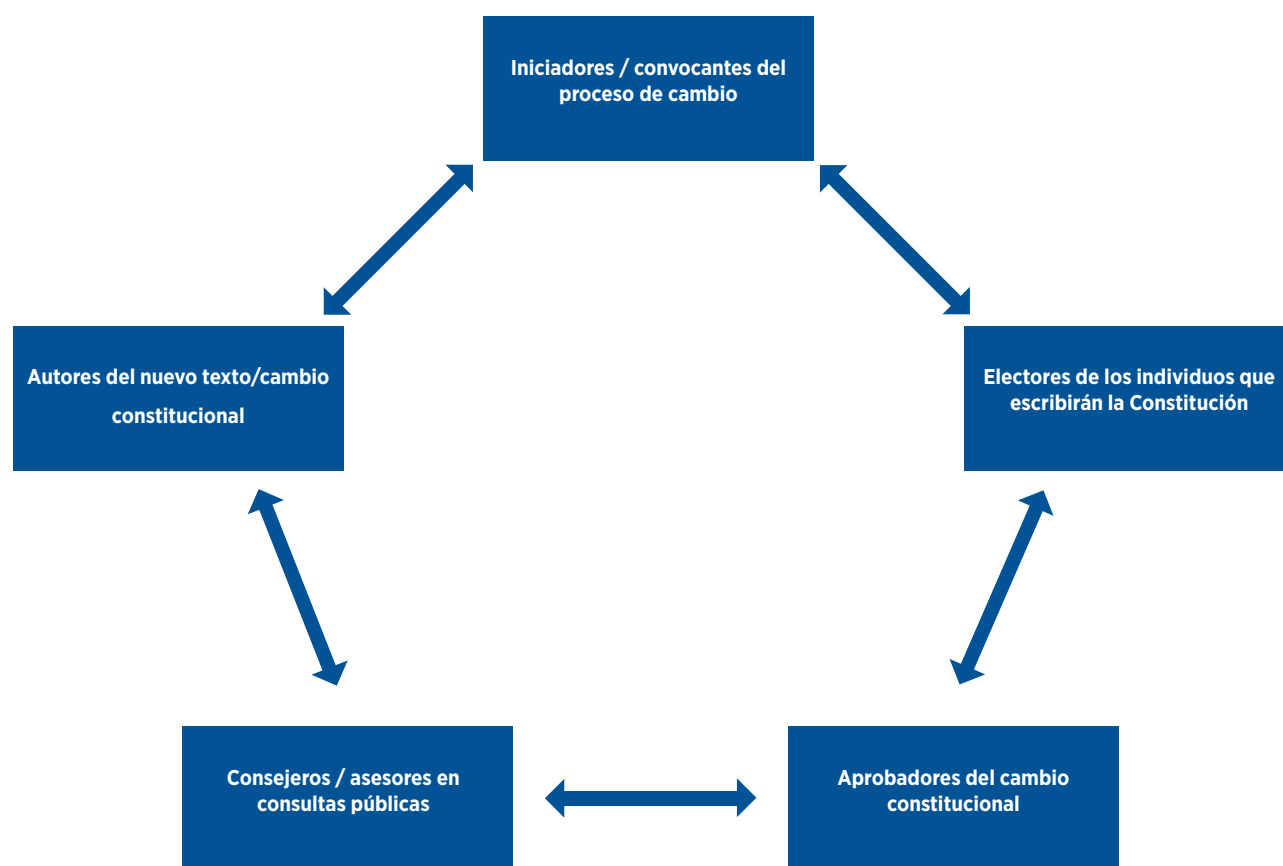 Iniciadores / convocantes del
proceso de cambio
Autores del nuevo texto/cambio
constitucional
Electores de los individuos que
escribirán la Constitución
Consejeros / asesores en
consultas públicas
Aprobadores del cambio
constitucional